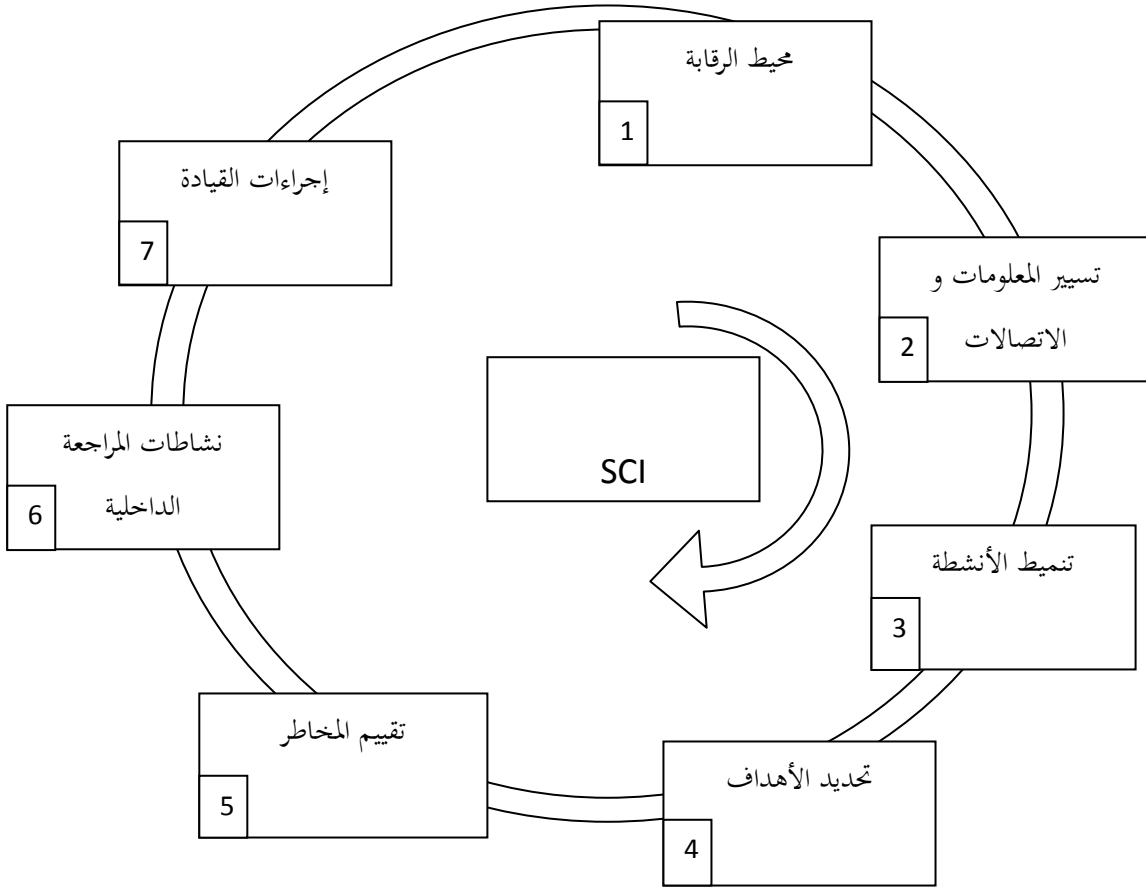 محيط الرقابة
1
تسيير المعلومات و
الاتصالات
2
تنميط الأنشطة
3
تحديد الأهداف
4
تقييم المخاطر
5
نشاطات المراجعة
الداخلية
6
إجراءات القيادة
7
SCI